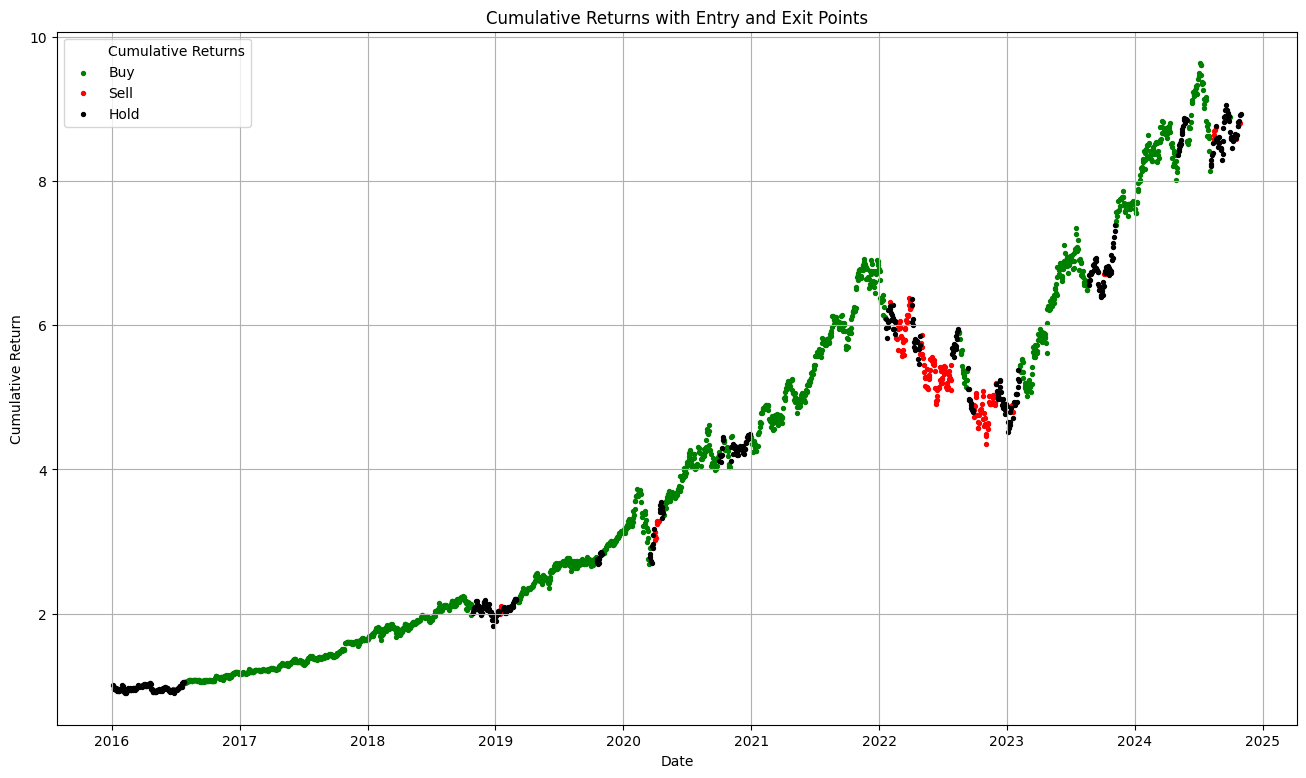 Cumulative Returns with Entry and Exit Points
Cumulative Returns
Buy
Sell
Hold
Cumulative Return
10
8
6
4
2
2016 2017 2018 2019 2020 2021 2022 2023 2024 2025
Date